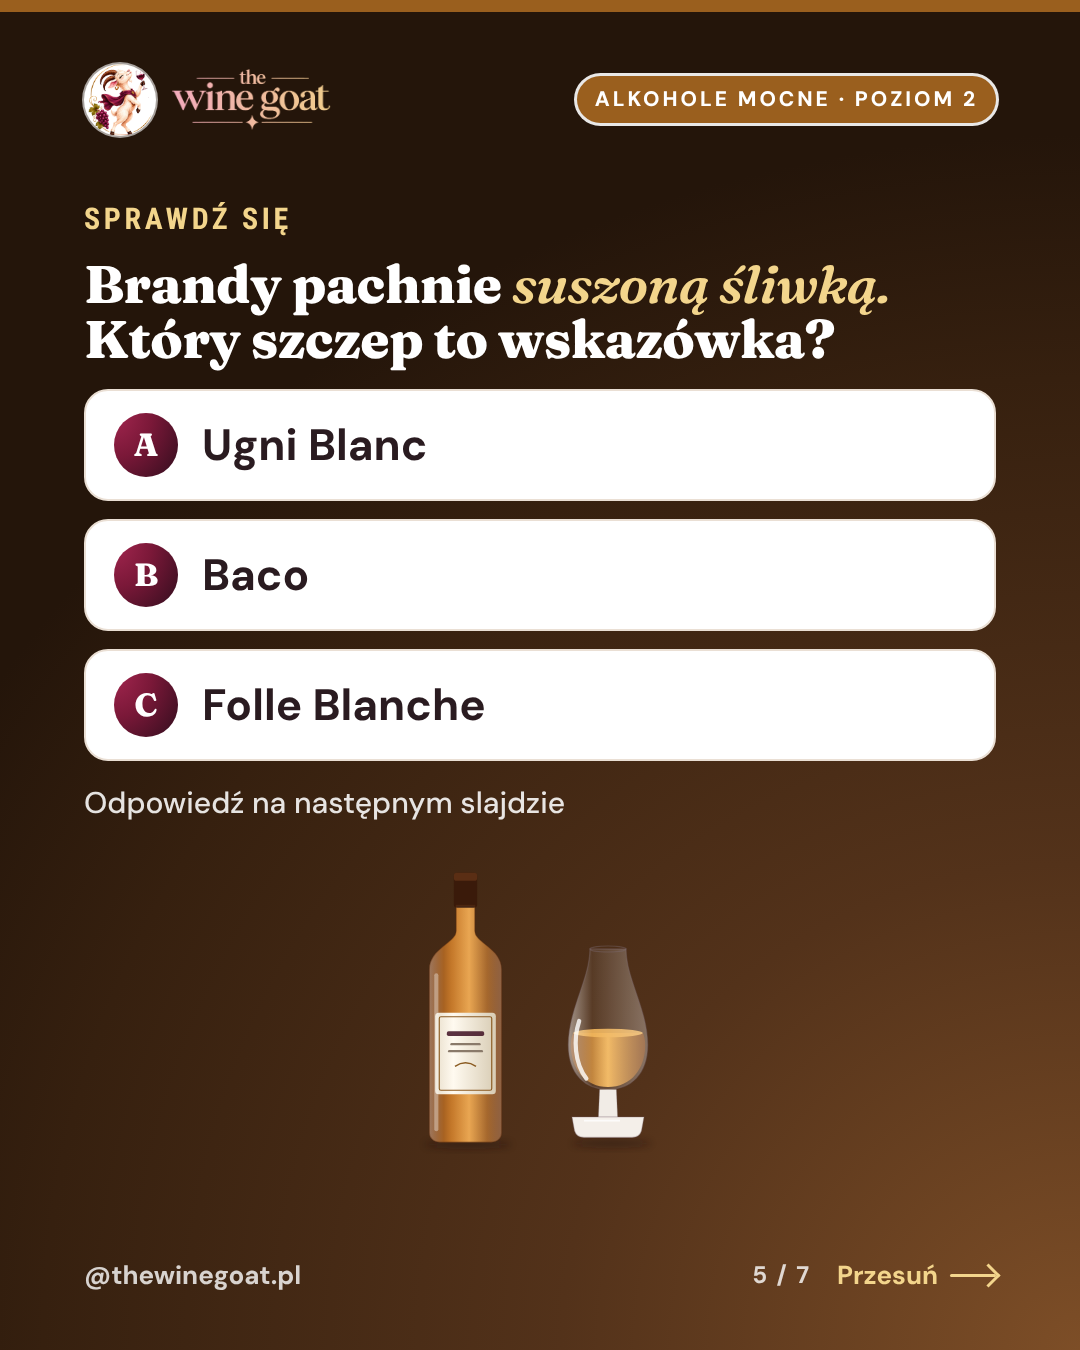 the
wine goat
ALKOHOLE MOCNE · POZIOM 2
SPRAWDŹ SIĘ
Brandy pachnie suszoną śliwką.
Który szczep to wskazówka?
A Ugni Blanc
B Baco
C Folle Blanche
Odpowiedź na następnym slajdzie
@thewinegoat.pl
5 / 7 Przesuń